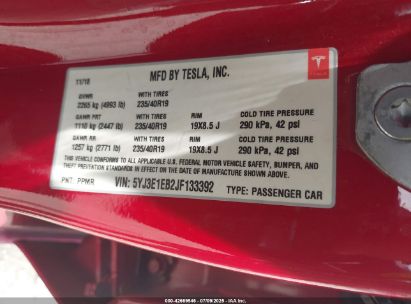 11/18
MFD BY TESLA, INC.
GVWR WITH TIRES
2265 kg (4993 lb) 235/40R19
GAWR FRT WITH TIRES RIM COLD TIRE PRESSURE
1110 kg (2447 lb) 235/40R19 19X8.5 J 290 kPa, 42 psi
GAWR RR WITH TIRES RIM COLD TIRE PRESSURE
1257 kg (2771 lb) 235/40R19 19X8.5 J 290 kPa, 42 psi
THIS VEHICLE CONFORMS TO ALL APPLICABLE U.S. FEDERAL MOTOR VEHICLE SAFETY, BUMPER, AND
THEFT PREVENTION STANDARDS IN EFFECT ON THE DATE OF MANUFACTURE SHOWN ABOVE.
PNT PPMR VIN: 5YJ3E1EB2JF133392 TYPE: PASSENGER CAR